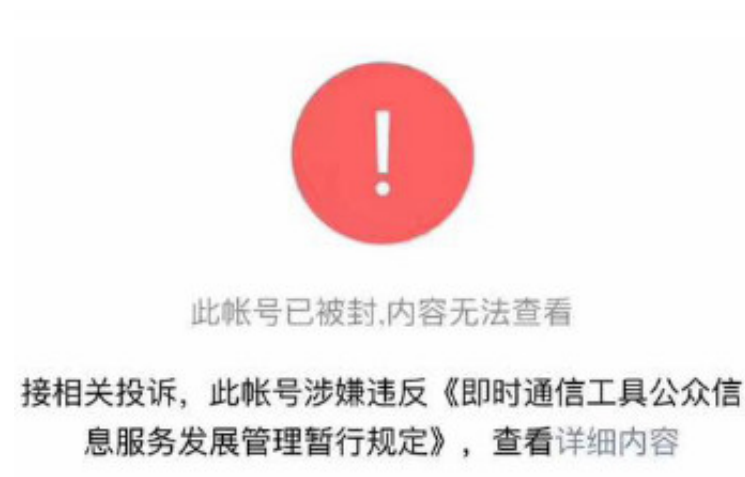 此帐号已被封,内容无法查看
接相关投诉，此帐号涉嫌违反《即时通信工具公众信
息服务发展管理暂行规定》，查看详细内容